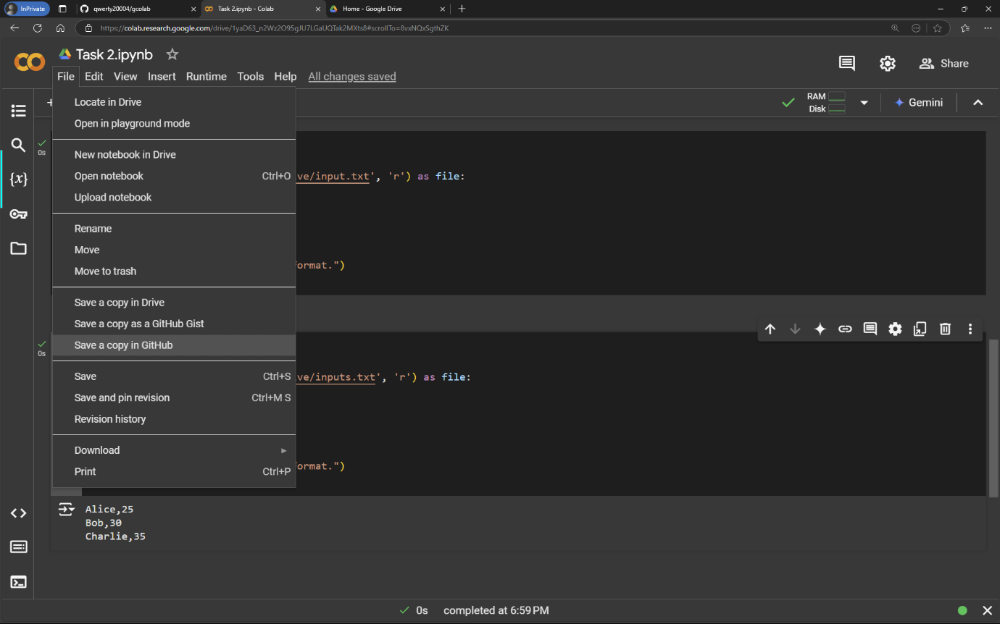 InPrivate
qwerty20004/gcolab
Task 2.ipynb - Colab
Home - Google Drive
https://colab.research.google.com/drive/1yaD63_n2Wz2O95gJU7LGaUQTak2MXts8#scrollTo=8vxNQxSgthZK
Task 2.ipynb
File Edit View Insert Runtime Tools Help All changes saved
Share
RAM
Disk
Gemini
Locate in Drive
Open in playground mode
New notebook in Drive
Open notebook Ctrl+O
Upload notebook
Rename
Move
Move to trash
Save a copy in Drive
Save a copy as a GitHub Gist
Save a copy in GitHub
Save Ctrl+S
Save and pin revision Ctrl+M S
Revision history
Download
Print Ctrl+P
{x}
0s
ve/input.txt', 'r') as file:
ormat.")
0s
ve/inputs.txt', 'r') as file:
ormat.")
Alice,25
Bob,30
Charlie,35
0s completed at 6:59 PM